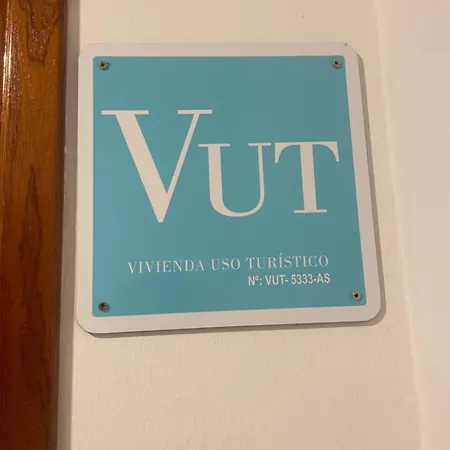 VUT
VIVIENDA USO TURÍSTICO
Nº: VUT- 5333-AS